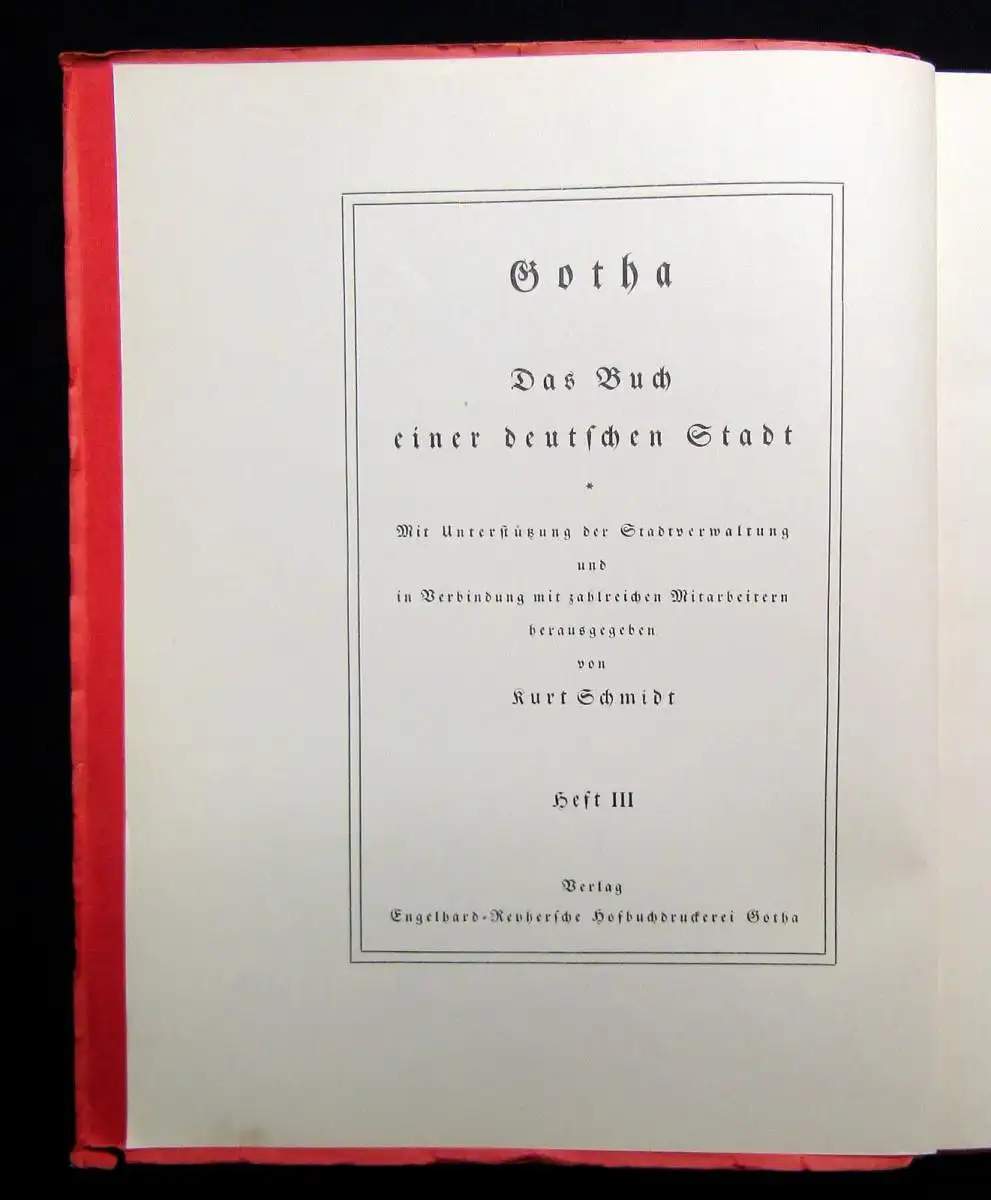 Gotha
Das Buch
einer deutſchen Stadt
*
Mit Unterſtützung der Stadtverwaltung
und
in Verbindung mit zahlreichen Mitarbeitern
herausgegeben
von
Kurt Schmidt
Heft III
Verlag
Engelhard-Reyherſche Hofbuchdruckerei Gotha